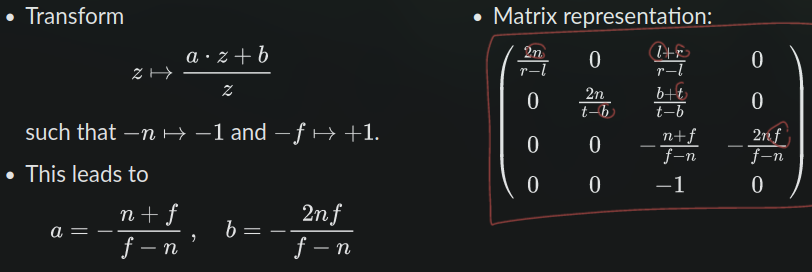 • Transform
z ↦ (a · z + b) / z
such that −n ↦ −1 and −f ↦ +1.
• This leads to
a = − (n + f) / (f − n) , b = − 2nf / (f − n)
• Matrix representation:
2n/(r−l) 0 (l+r)/(r−l) 0
0 2n/(t−b) (b+t)/(t−b) 0
0 0 −(n+f)/(f−n) −2nf/(f−n)
0 0 −1 0